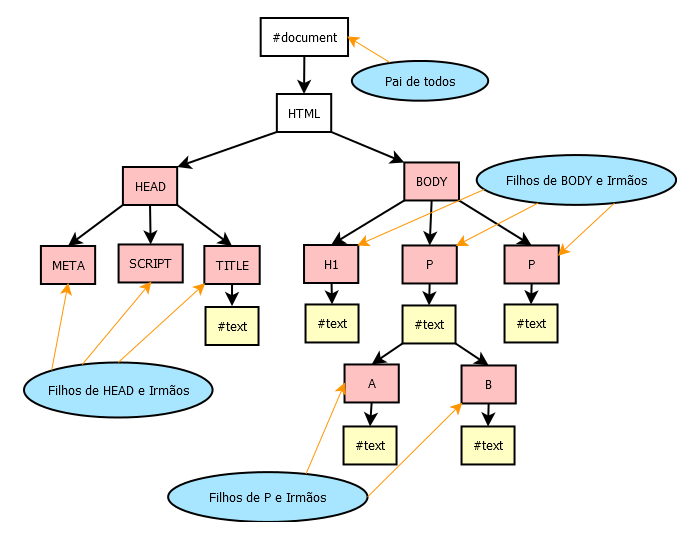 #document
Pai de todos
HTML
HEAD
BODY
Filhos de BODY e Irmãos
META
SCRIPT
TITLE
H1
P
P
#text
#text
#text
#text
Filhos de HEAD e Irmãos
A
B
#text
#text
Filhos de P e Irmãos